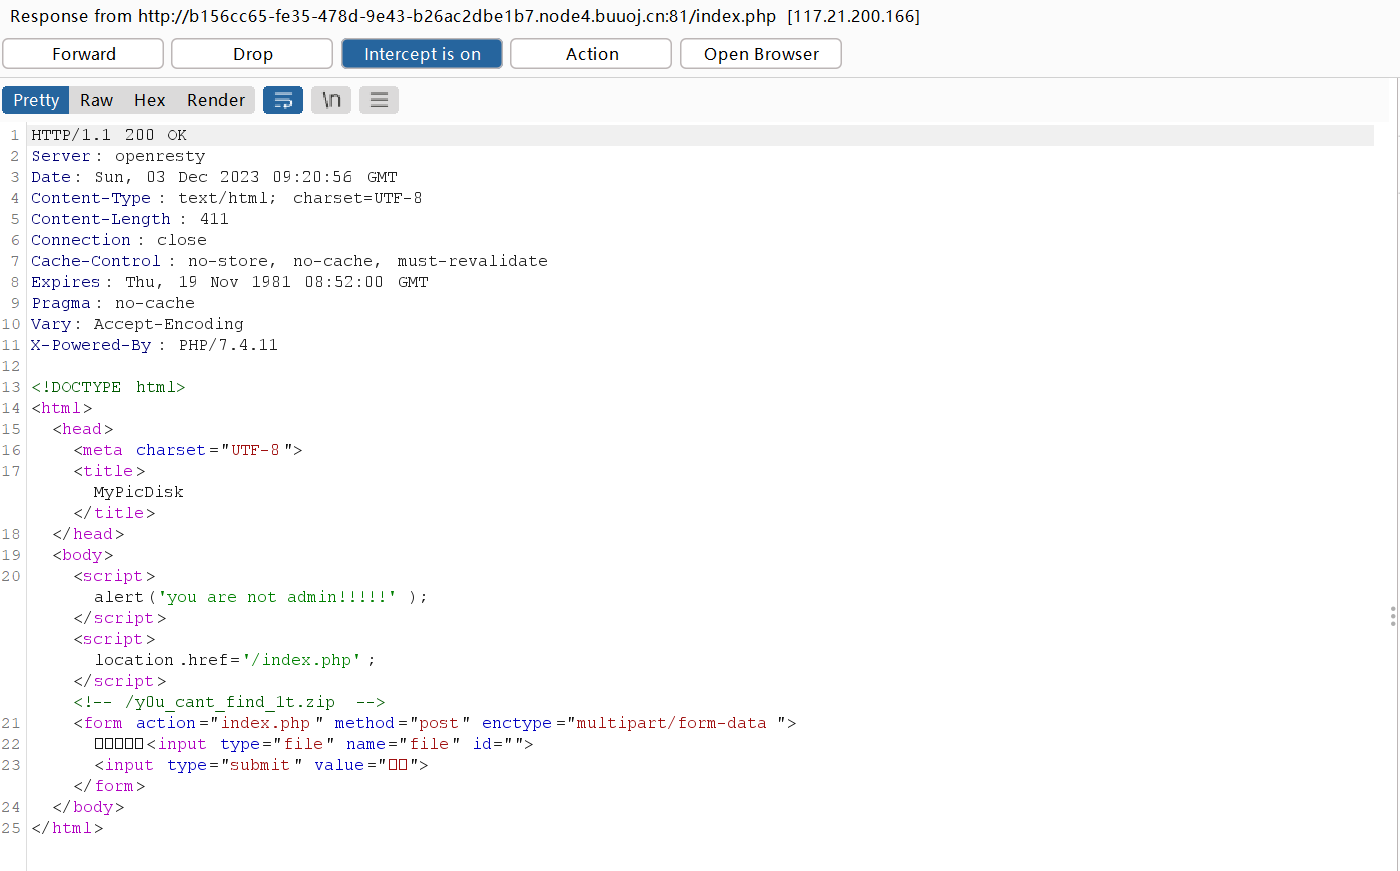 Response from http://b156cc65-fe35-478d-9e43-b26ac2dbe1b7.node4.buuoj.cn:81/index.php [117.21.200.166]
Forward Drop Intercept is on Action Open Browser
Pretty Raw Hex Render \n
1 HTTP/1.1 200 OK
2 Server: openresty
3 Date: Sun, 03 Dec 2023 09:20:56 GMT
4 Content-Type: text/html; charset=UTF-8
5 Content-Length: 411
6 Connection: close
7 Cache-Control: no-store, no-cache, must-revalidate
8 Expires: Thu, 19 Nov 1981 08:52:00 GMT
9 Pragma: no-cache
10 Vary: Accept-Encoding
11 X-Powered-By: PHP/7.4.11
12
13 <!DOCTYPE html>
14 <html>
15 <head>
16 <meta charset="UTF-8">
17 <title>
MyPicDisk
</title>
18 </head>
19 <body>
20 <script>
alert('you are not admin!!!!!');
</script>
<script>
location.href='/index.php';
</script>
<!-- /y0u_cant_find_1t.zip -->
21 <form action="index.php" method="post" enctype="multipart/form-data">
22 □□□□□<input type="file" name="file" id="">
23 <input type="submit" value="□□">
</form>
24 </body>
25 </html>